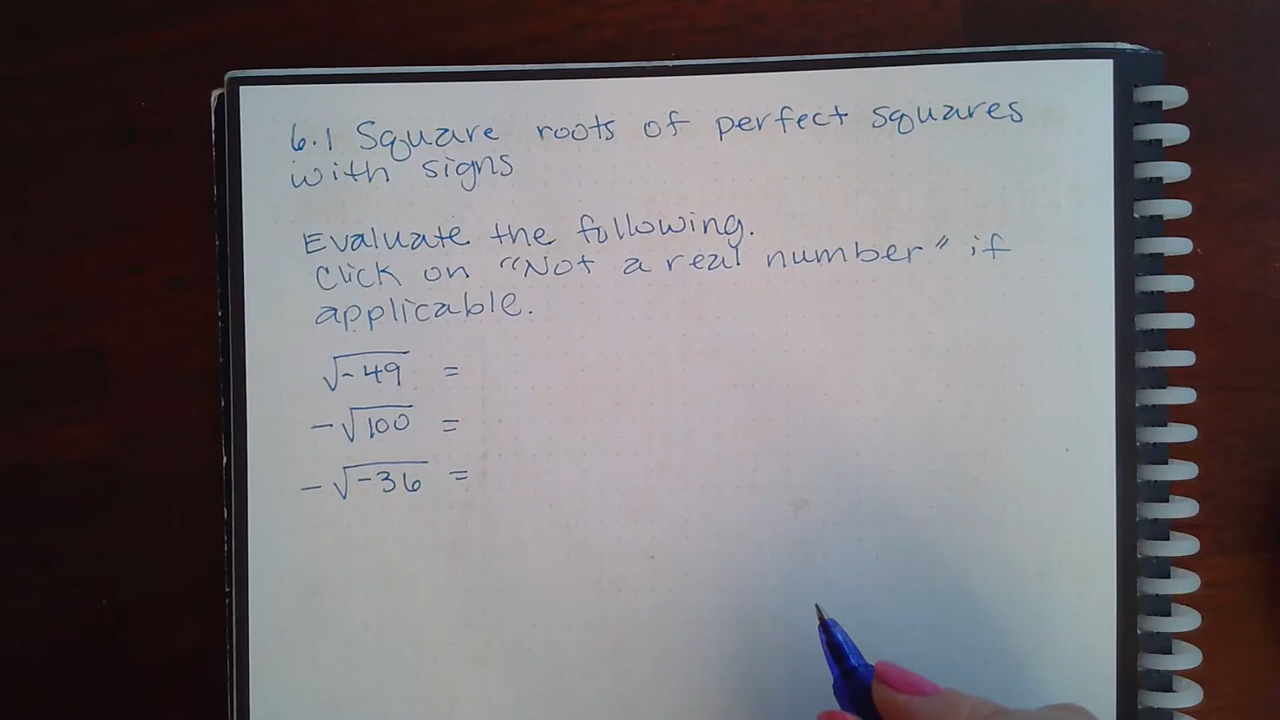 6.1 Square roots of perfect squares
with signs
Evaluate the following.
Click on "Not a real number" if
applicable.
√-49 =
-√100 =
-√-36 =